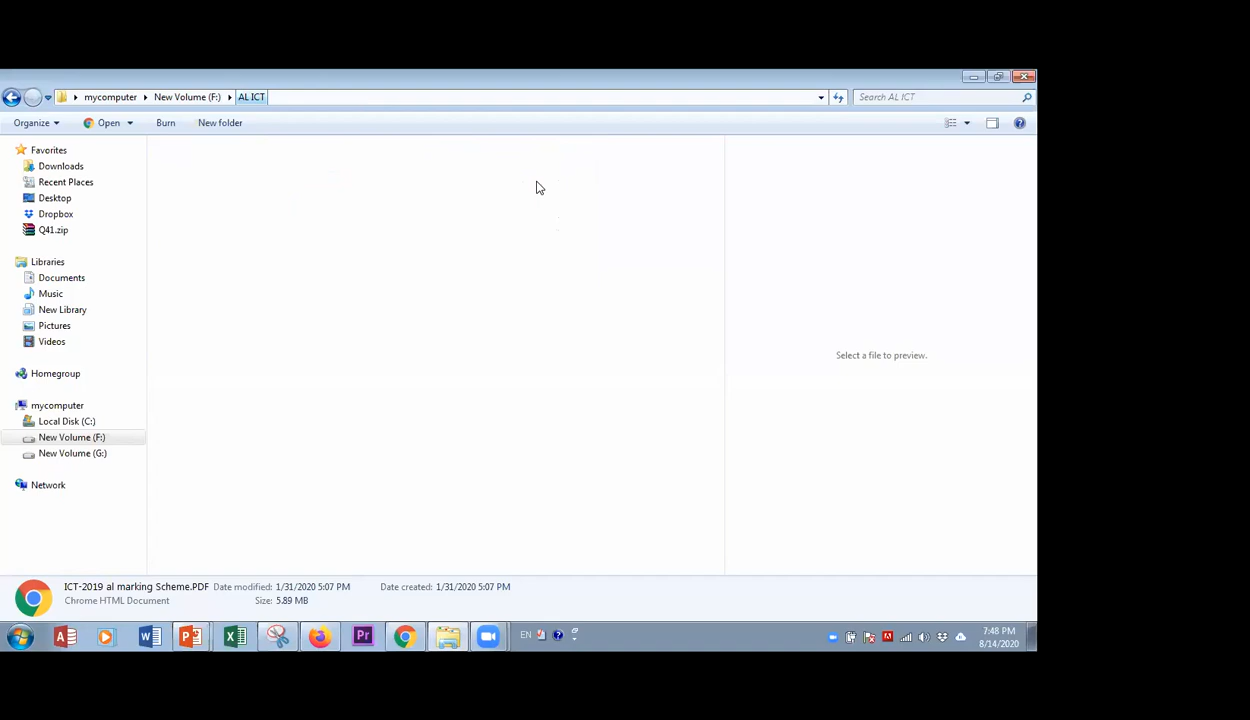 mycomputer New Volume (F:) AL ICT
Search AL ICT
Organize Open Burn New folder
Favorites
Downloads
Recent Places
Desktop
Dropbox
Q41.zip
Libraries
Documents
Music
New Library
Pictures
Videos
Homegroup
mycomputer
Local Disk (C:)
New Volume (F:)
New Volume (G:)
Network
Select a file to preview.
ICT-2019 al marking Scheme.PDF Date modified: 1/31/2020 5:07 PM Date created: 1/31/2020 5:07 PM
Chrome HTML Document Size: 5.89 MB
EN
7:48 PM
8/14/2020